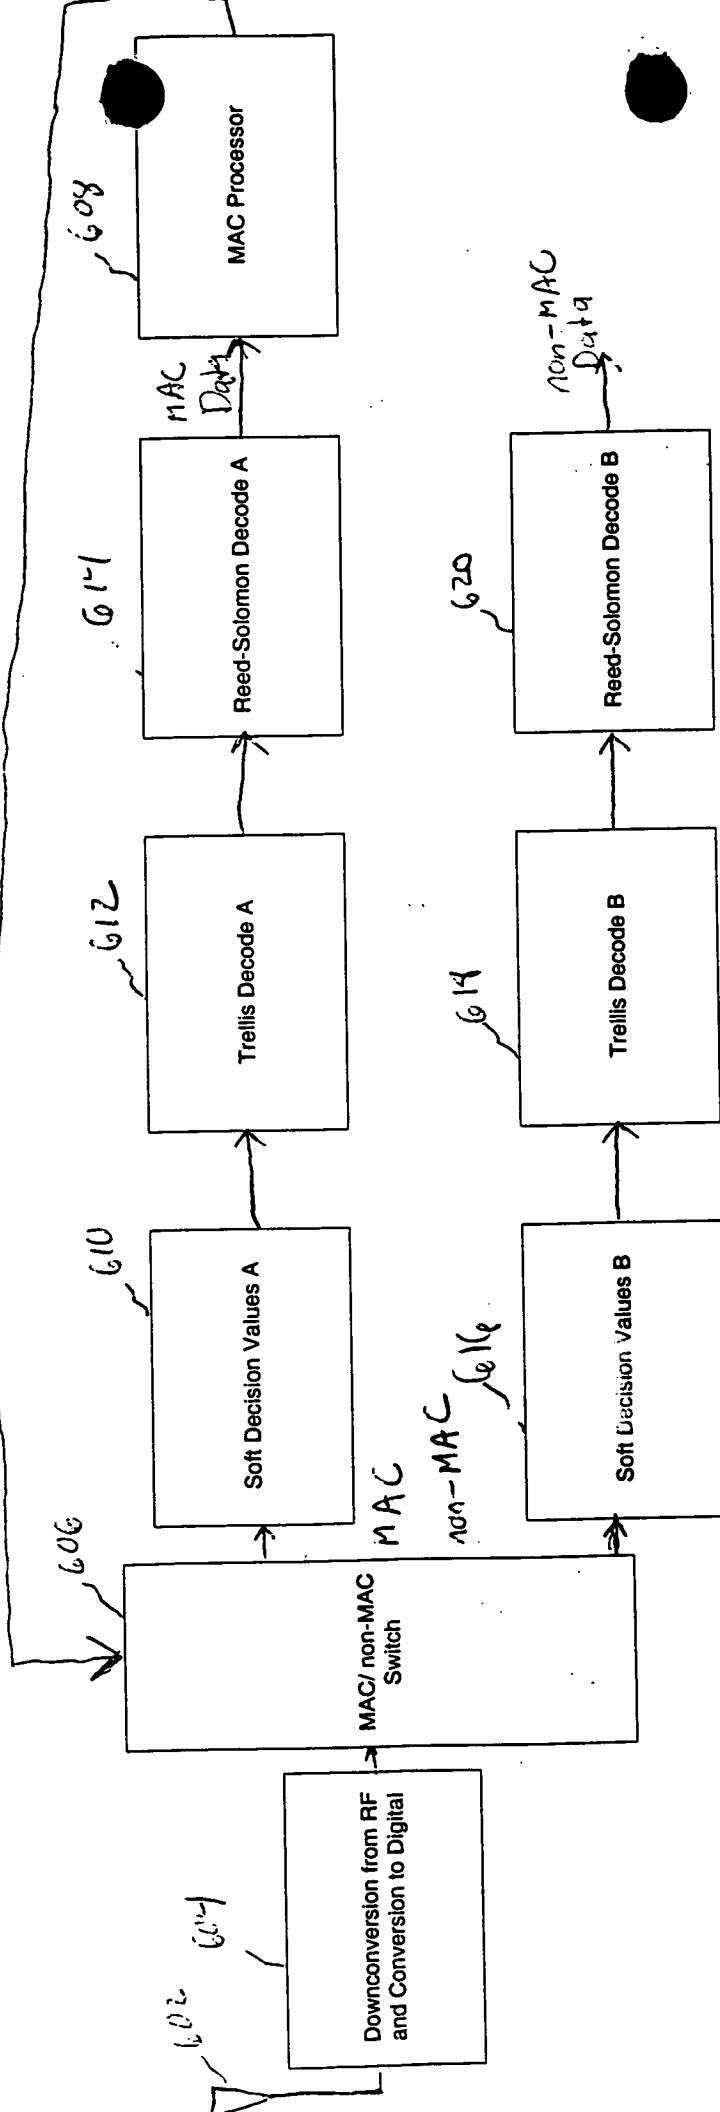 602
604
Downconversion from RF
and Conversion to Digital
606
MAC/ non-MAC
Switch
MAC
non-MAC
610
Soft Decision Values A
612
Trellis Decode A
614
Reed-Solomon Decode A
MAC
Data
608
MAC Processor
616
Soft Decision Values B
618
Trellis Decode B
620
Reed-Solomon Decode B
non-MAC
Data